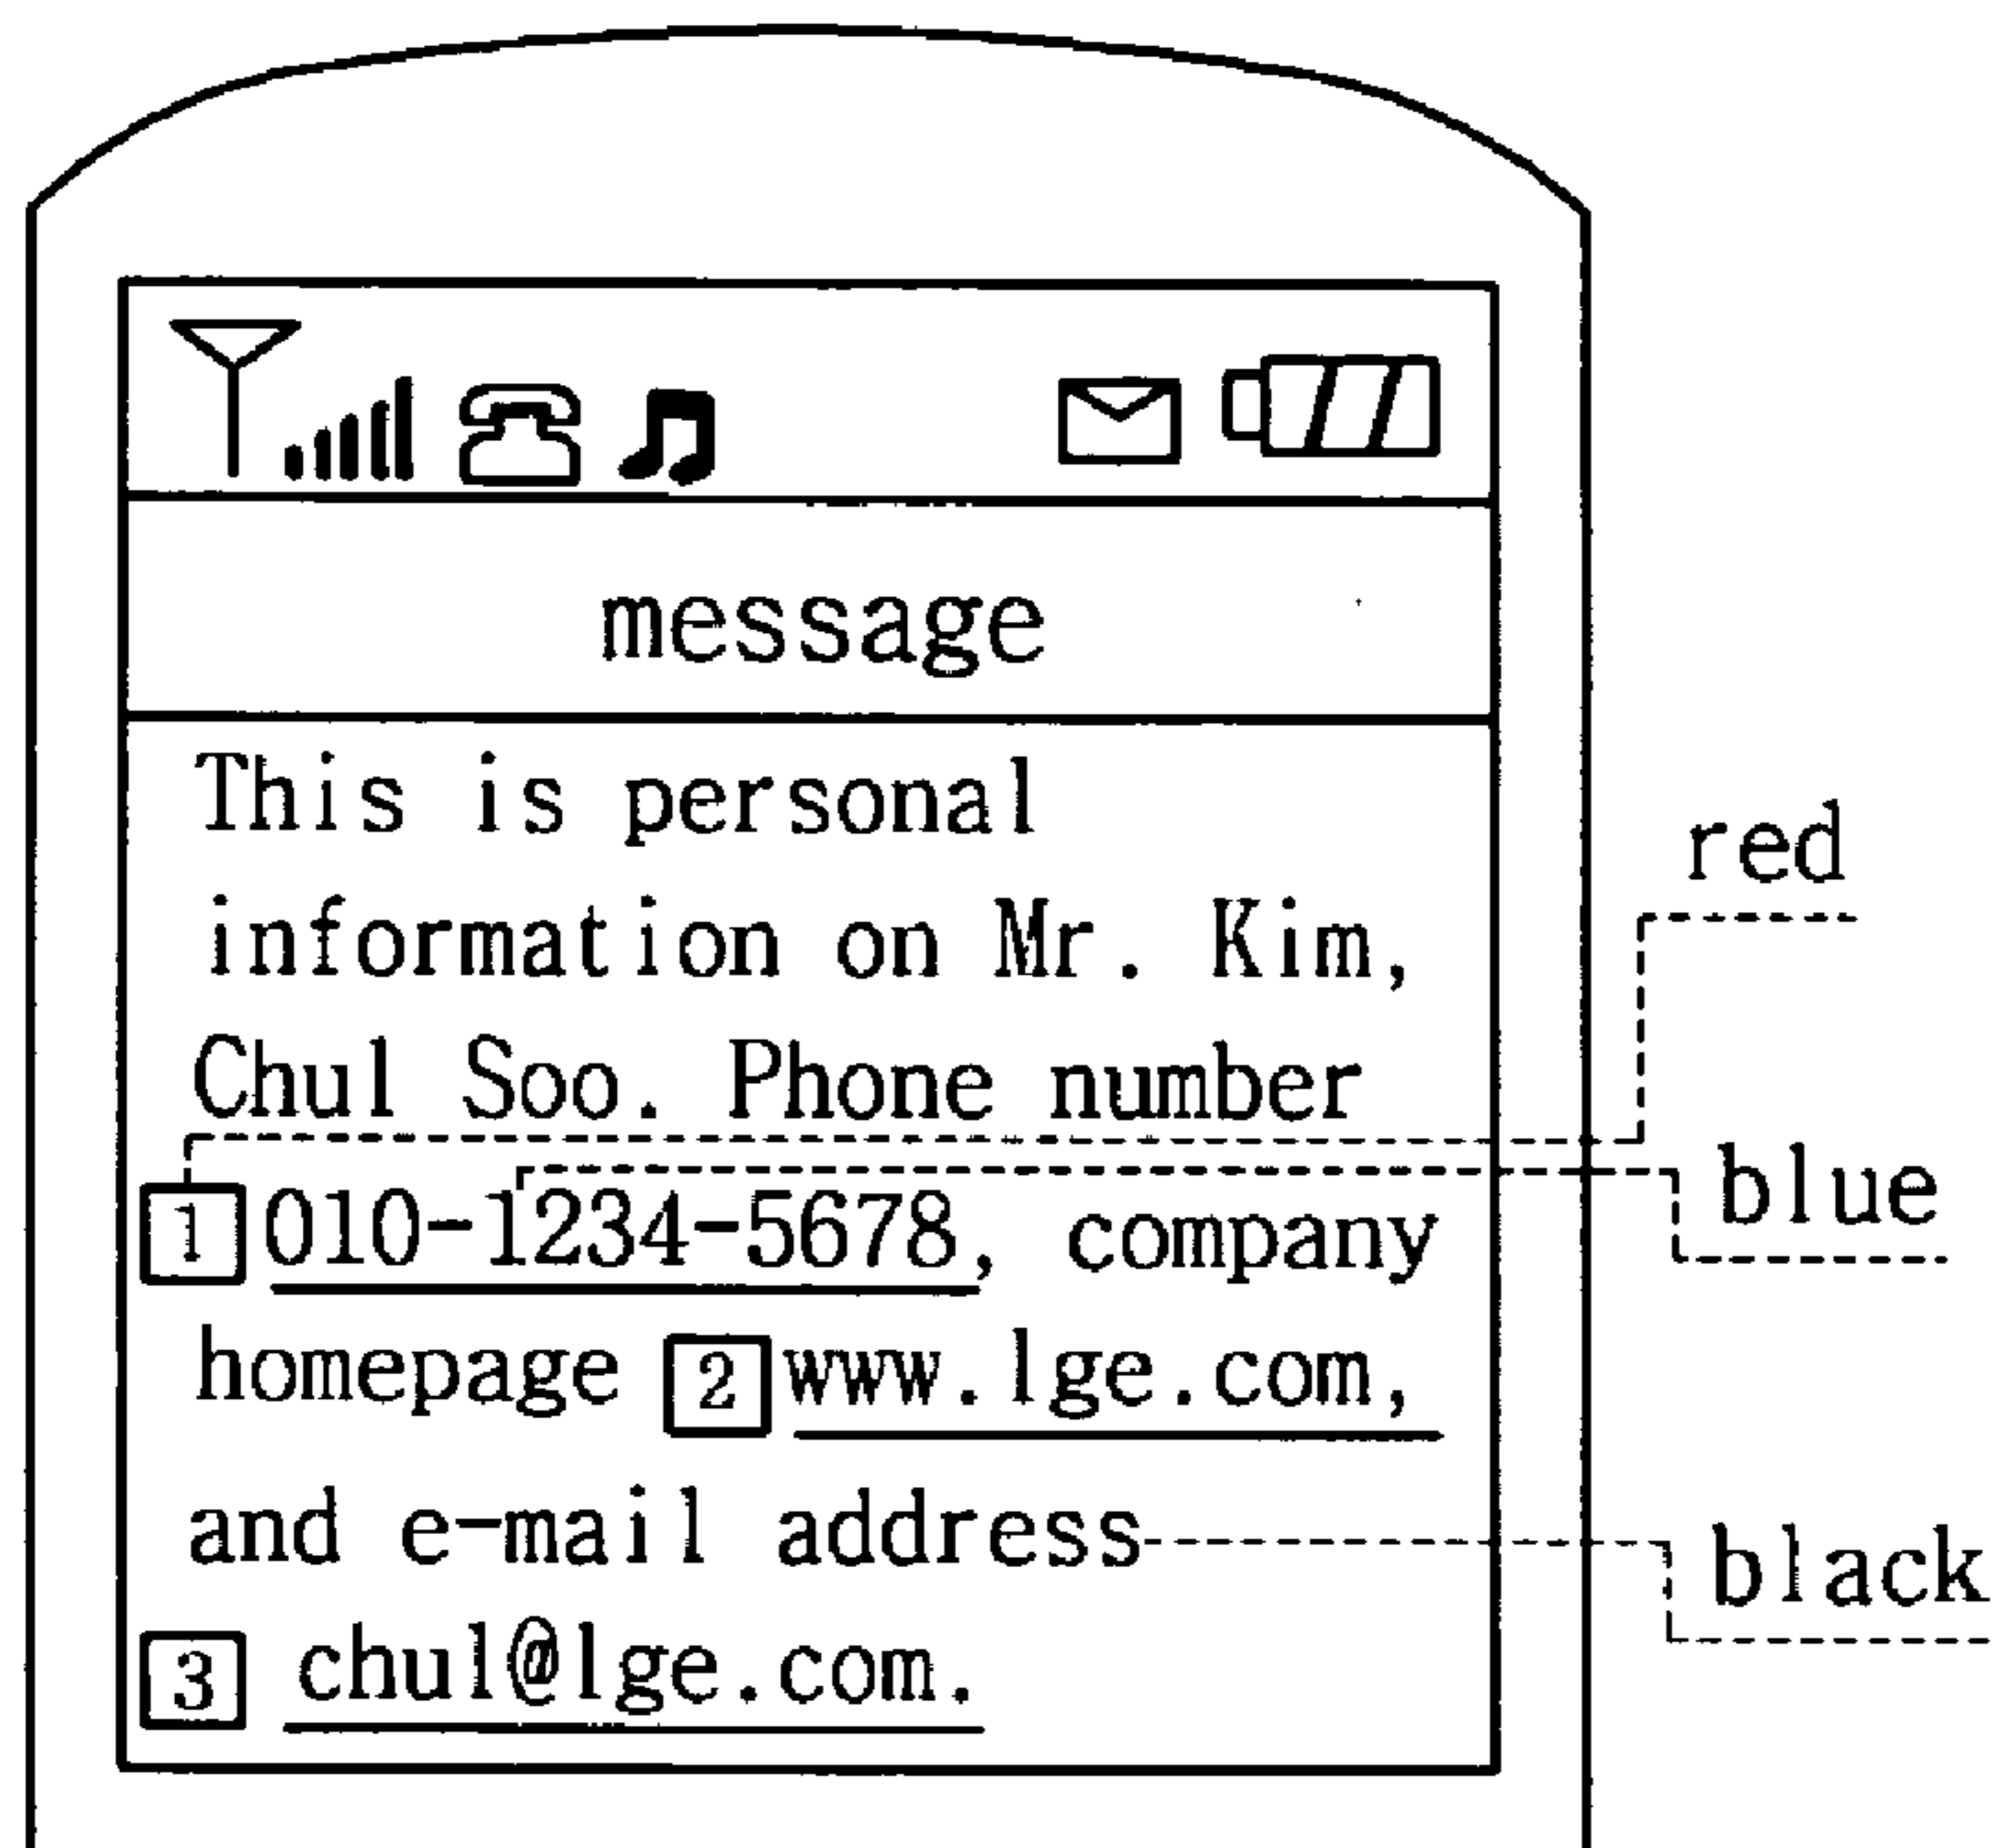 message
This is personal
information on Mr. Kim,
Chul Soo. Phone number
1 010-1234-5678, company
homepage 2 www.lge.com,
and e-mail address
3 chul@lge.com.
red
blue
black